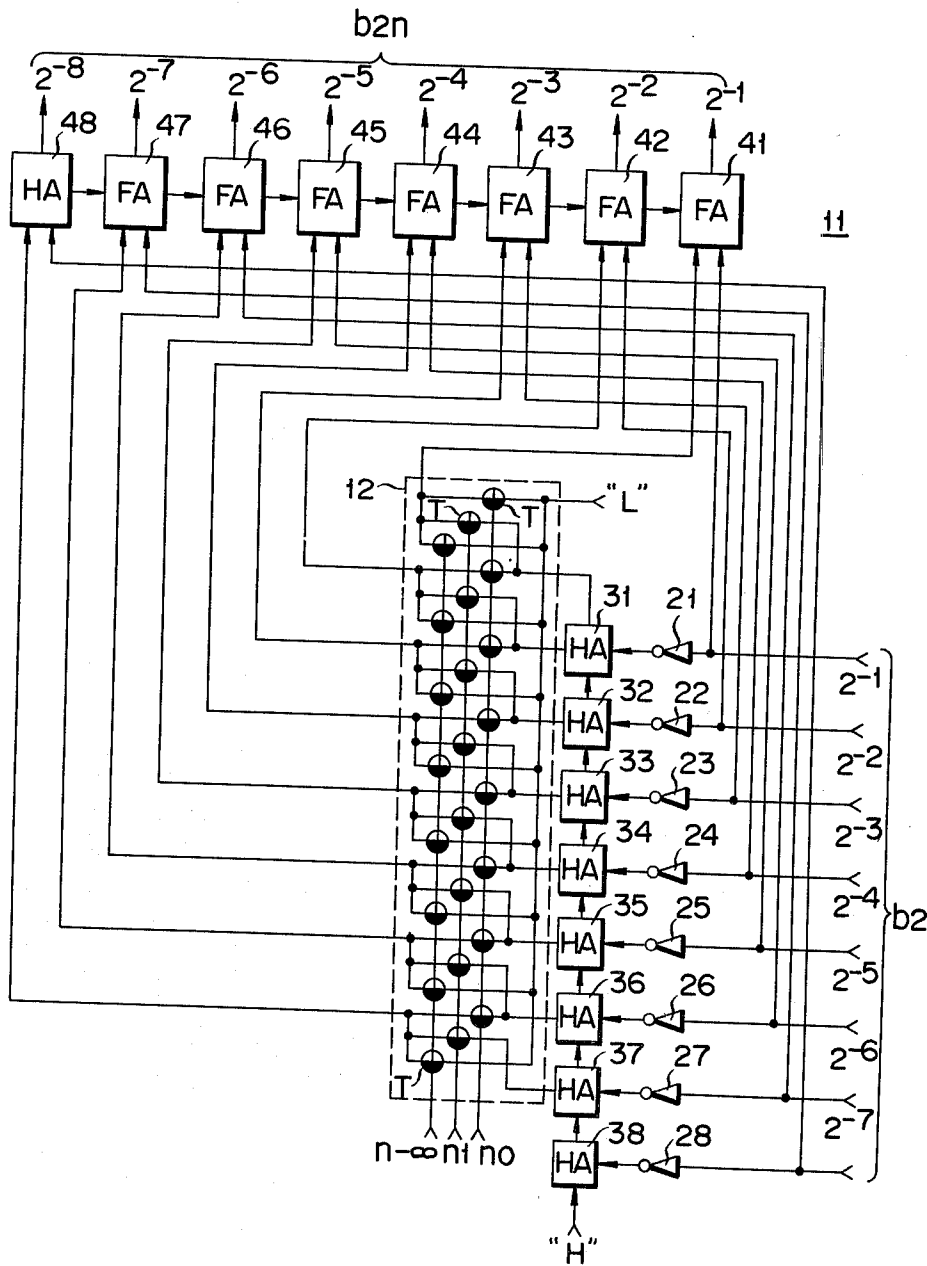 b2n
2-8 2-7 2-6 2-5 2-4 2-3 2-2 2-1
48 47 46 45 44 43 42 41
HA FA FA FA FA FA FA FA
11
12
"L"
T T
31 21
HA
2-1
32 22
HA
2-2
33 23
HA
2-3
34 24
HA
2-4
b2
35 25
HA
2-5
36 26
HA
2-6
37 27
T HA
2-7
n-∞ n1 n0
38 28
HA
"H"